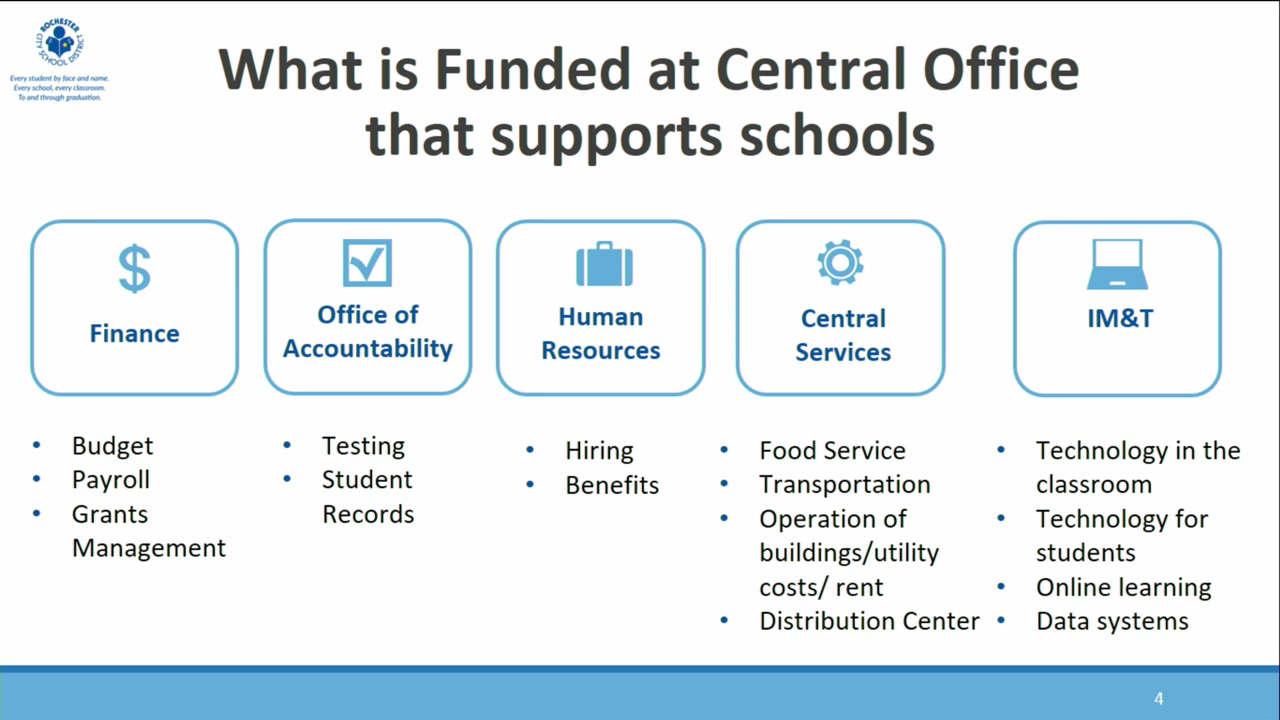 ROCHESTER
CITY SCHOOL DISTRICT
Every student by face and name.
Every school, every classroom.
To and through graduation.
What is Funded at Central Office
that supports schools
$
Finance
Office of
Accountability
Human
Resources
Central
Services
IM&T
• Budget
• Payroll
• Grants
Management
• Testing
• Student
Records
• Hiring
• Benefits
• Food Service
• Transportation
• Operation of
buildings/utility
costs/ rent
• Distribution Center
• Technology in the
classroom
• Technology for
students
• Online learning
• Data systems
4